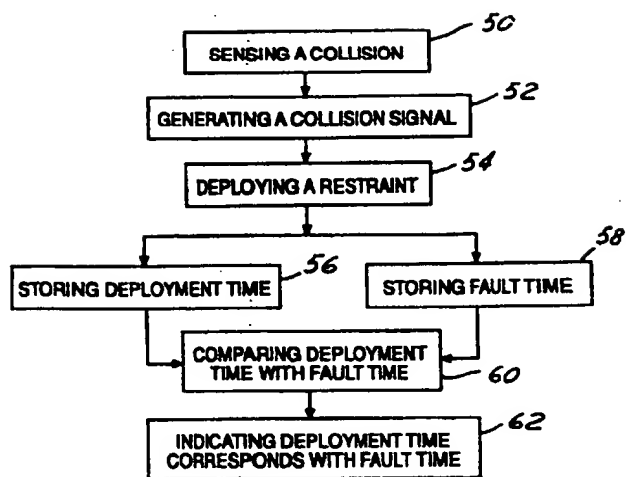 50
SENSING A COLLISION
52
GENERATING A COLLISION SIGNAL
54
DEPLOYING A RESTRAINT
56
STORING DEPLOYMENT TIME
58
STORING FAULT TIME
COMPARING DEPLOYMENT
TIME WITH FAULT TIME
60
62
INDICATING DEPLOYMENT TIME
CORRESPONDS WITH FAULT TIME